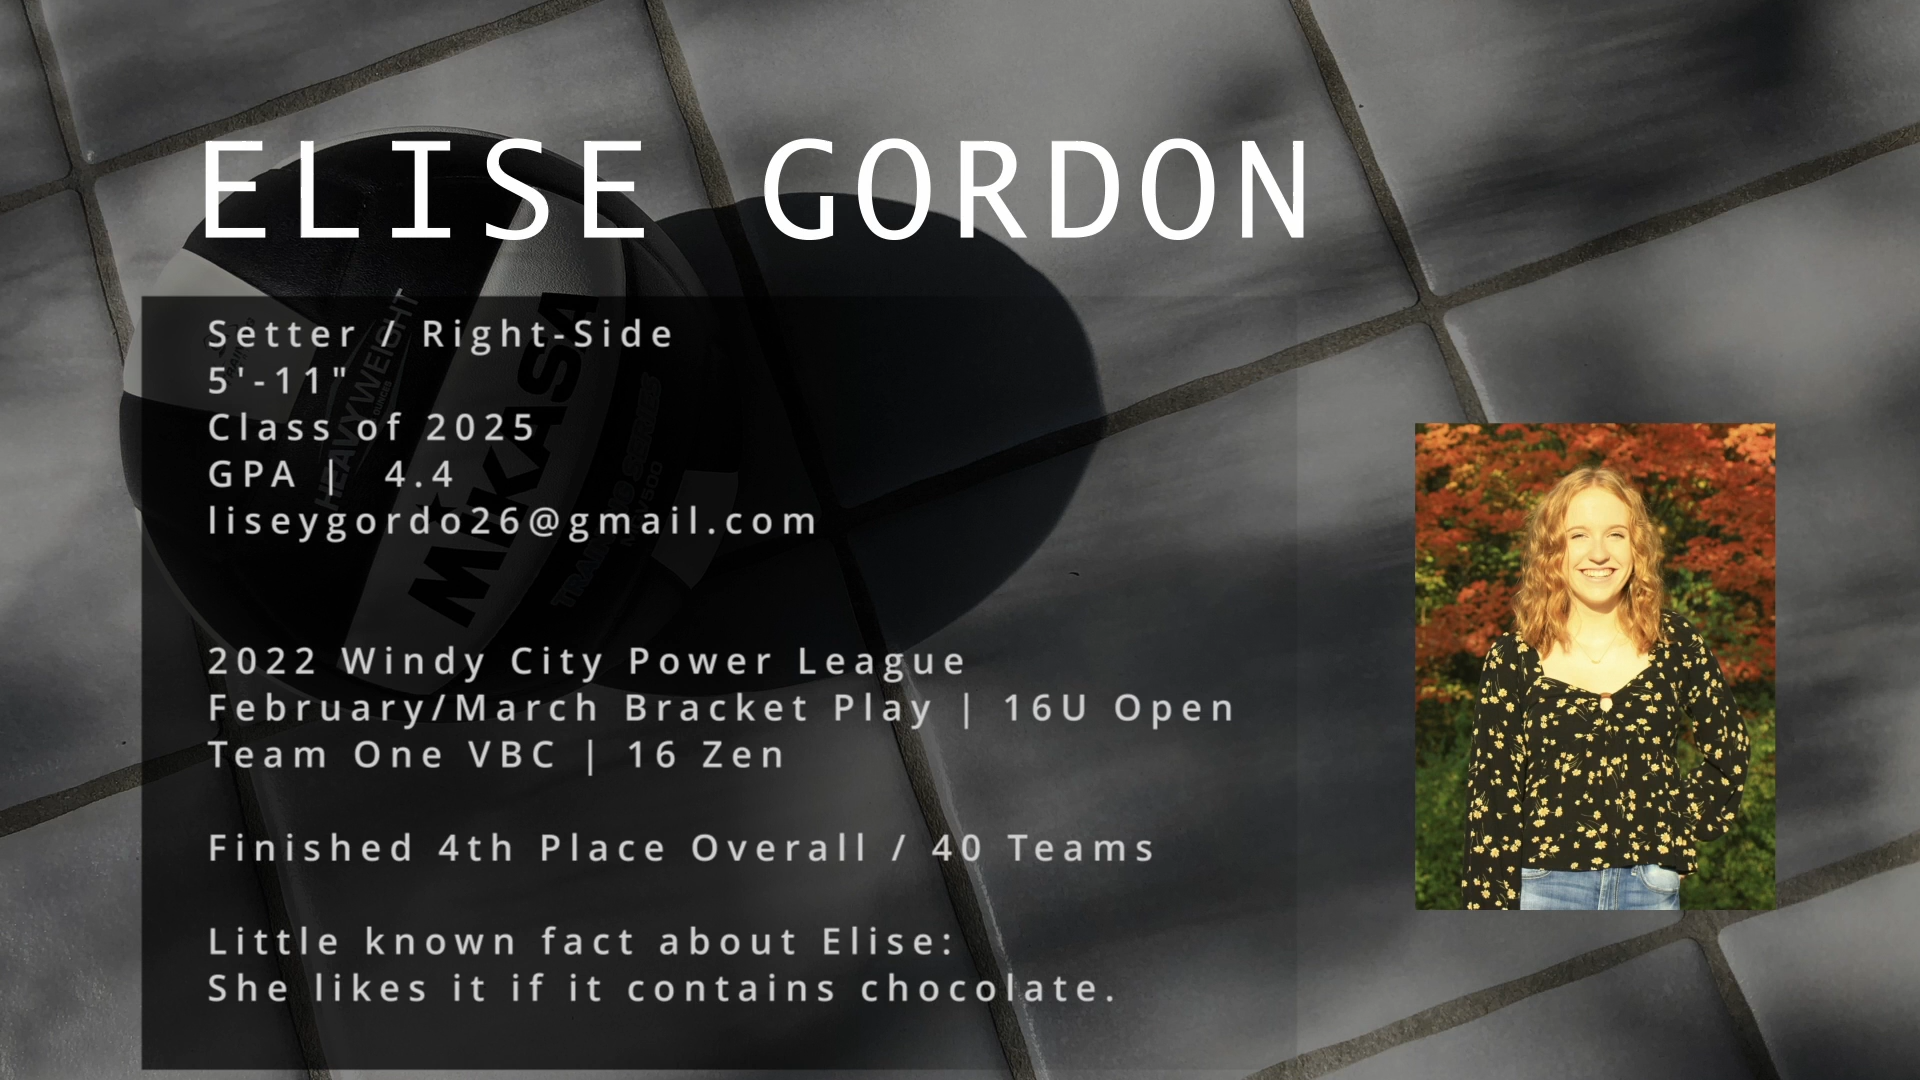 ELISE GORDON
Setter / Right-Side
5'-11"
Class of 2025
GPA | 4.4
liseygordo26@gmail.com
2022 Windy City Power League
February/March Bracket Play | 16U Open
Team One VBC | 16 Zen
Finished 4th Place Overall / 40 Teams
Little known fact about Elise:
She likes it if it contains chocolate.
HEAVYWEIGHT
MIKASA